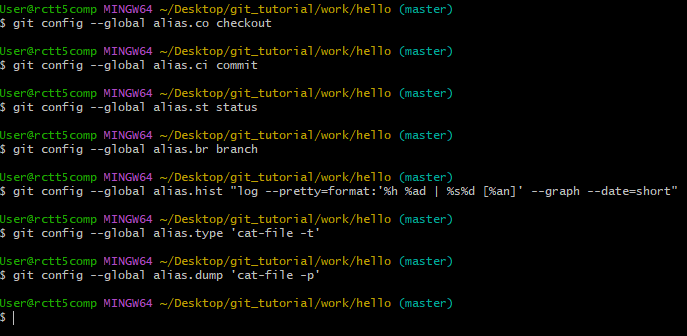 User@rctt5comp MINGW64 ~/Desktop/git_tutorial/work/hello (master)
$ git config --global alias.co checkout
User@rctt5comp MINGW64 ~/Desktop/git_tutorial/work/hello (master)
$ git config --global alias.ci commit
User@rctt5comp MINGW64 ~/Desktop/git_tutorial/work/hello (master)
$ git config --global alias.st status
User@rctt5comp MINGW64 ~/Desktop/git_tutorial/work/hello (master)
$ git config --global alias.br branch
User@rctt5comp MINGW64 ~/Desktop/git_tutorial/work/hello (master)
$ git config --global alias.hist "log --pretty=format:'%h %ad | %s%d [%an]' --graph --date=short"
User@rctt5comp MINGW64 ~/Desktop/git_tutorial/work/hello (master)
$ git config --global alias.type 'cat-file -t'
User@rctt5comp MINGW64 ~/Desktop/git_tutorial/work/hello (master)
$ git config --global alias.dump 'cat-file -p'
User@rctt5comp MINGW64 ~/Desktop/git_tutorial/work/hello (master)
$